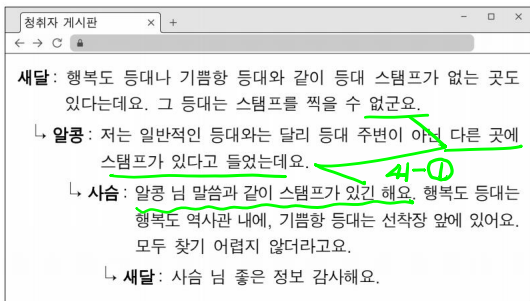 청취자 게시판 × +
새달 : 행복도 등대나 기쁨항 등대와 같이 등대 스탬프가 없는 곳도
있다는데요. 그 등대는 스탬프를 찍을 수 없군요.
↳ 알콩 : 저는 일반적인 등대와는 달리 등대 주변이 아닌 다른 곳에
스탬프가 있다고 들었는데요.
4-①
↳ 사슴 : 알콩 님 말씀과 같이 스탬프가 있긴 해요. 행복도 등대는
행복도 역사관 내에, 기쁨항 등대는 선착장 앞에 있어요.
모두 찾기 어렵지 않더라고요.
↳ 새달 : 사슴 님 좋은 정보 감사해요.